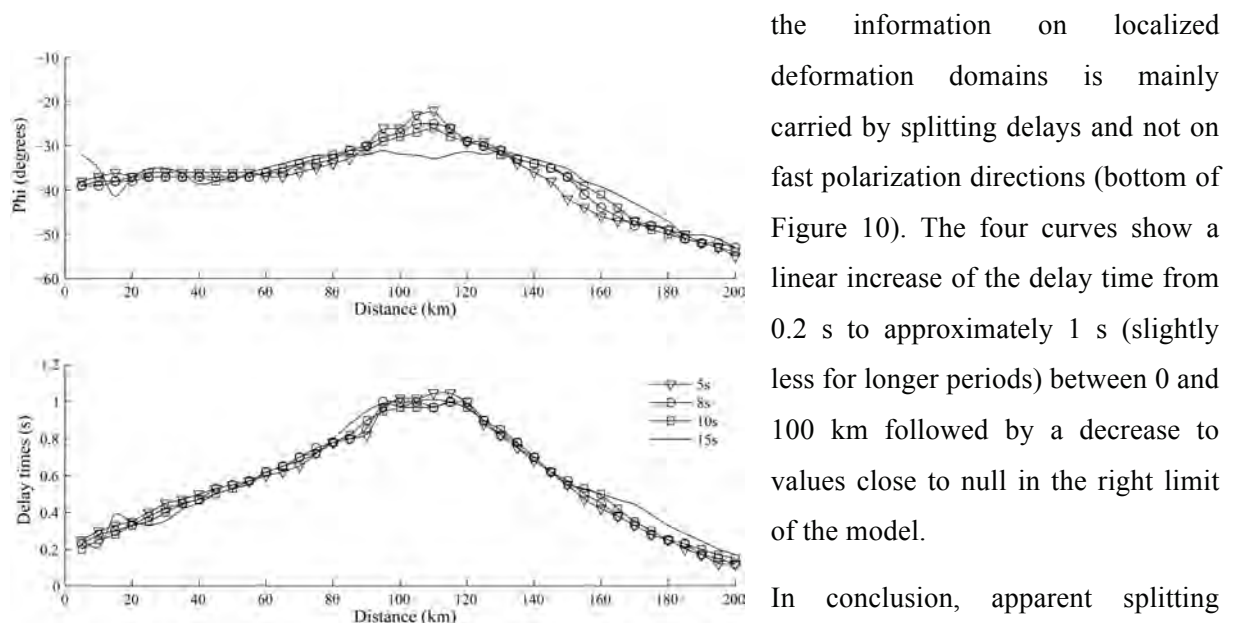 -10
-20
-30
-40
-50
-60
Phi (degrees)
0 20 40 60 80 100 120 140 160 180 200
Distance (km)
1.2
1
0.8
0.6
0.4
0.2
0
Delay times (s)
5s
8s
10s
15s
0 20 40 60 80 100 120 140 160 180 200
Distance (km)
the information on localized
deformation domains is mainly
carried by splitting delays and not on
fast polarization directions (bottom of
Figure 10). The four curves show a
linear increase of the delay time from
0.2 s to approximately 1 s (slightly
less for longer periods) between 0 and
100 km followed by a decrease to
values close to null in the right limit
of the model.
In conclusion, apparent splitting